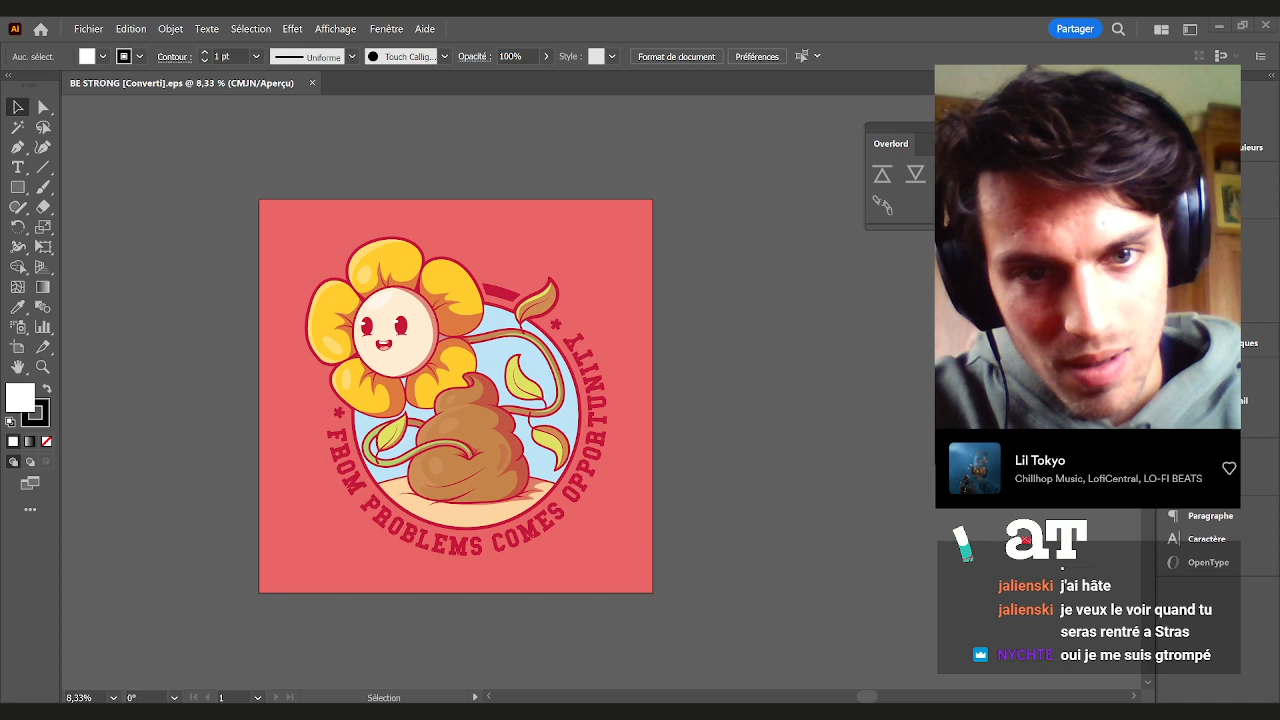 Ai Fichier Edition Objet Texte Sélection Effet Affichage Fenêtre Aide Partager
Auc. sélect. Contour : 1 pt Uniforme Touch Callig... Opacité : 100% Style : Format de document Préférences
BE STRONG [Converti].eps @ 8,33 % (CMJN/Aperçu)
Overlord
* FROM PROBLEMS COMES OPPORTUNITY *
Lil Tokyo
Chillhop Music, LofiCentral, LO-FI BEATS
Paragraphe
Caractère
OpenType
aT
jalienski j'ai hâte
jalienski je veux le voir quand tu
seras rentré a Stras
NYCHTE oui je me suis gtrompé
8,33% 0° 1 Sélection